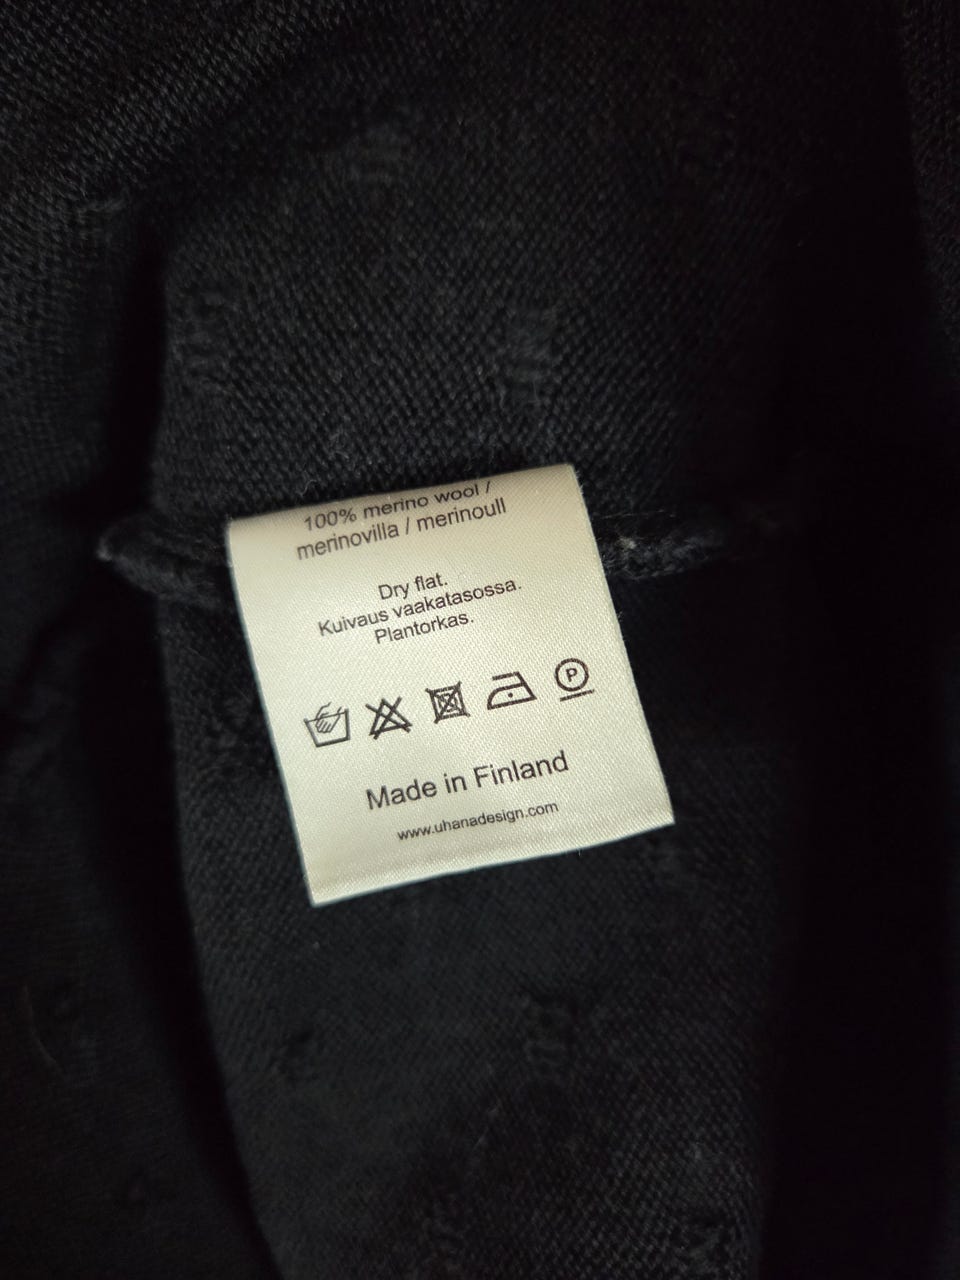 100% merino wool /
merinovilla / merinoull
Dry flat.
Kuivaus vaakatasossa.
Plantorkas.
P
Made in Finland
www.uhanadesign.com